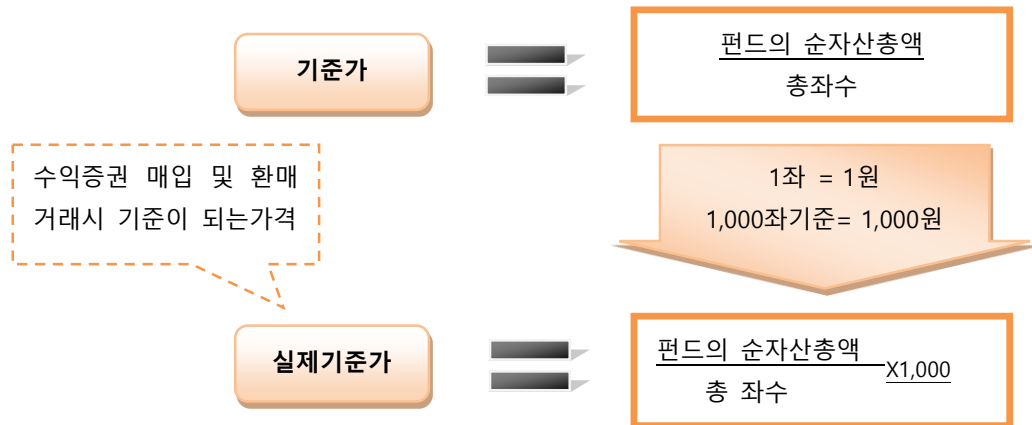 기준가
펀드의 순자산총액
총좌수
수익증권 매입 및 환매
거래시 기준이 되는가격
1좌 = 1원
1,000좌기준= 1,000원
실제기준가
펀드의 순자산총액
X1,000
총 좌수